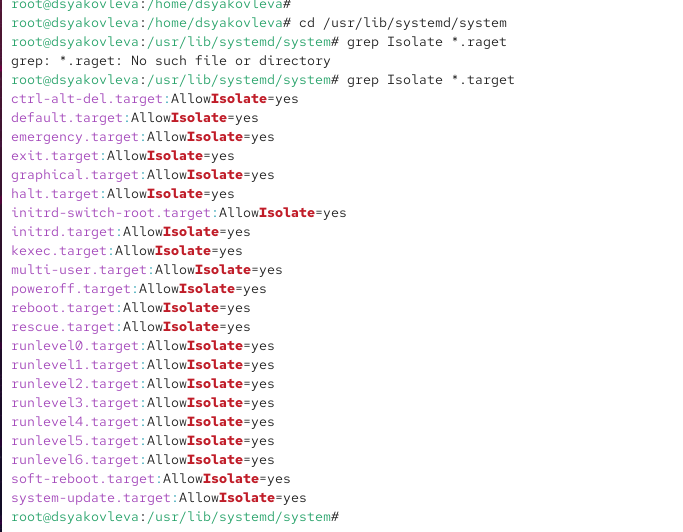 root@dsyakovleva:/home/dsyakovleva#
root@dsyakovleva:/home/dsyakovleva# cd /usr/lib/systemd/system
root@dsyakovleva:/usr/lib/systemd/system# grep Isolate *.raget
grep: *.raget: No such file or directory
root@dsyakovleva:/usr/lib/systemd/system# grep Isolate *.target
ctrl-alt-del.target:AllowIsolate=yes
default.target:AllowIsolate=yes
emergency.target:AllowIsolate=yes
exit.target:AllowIsolate=yes
graphical.target:AllowIsolate=yes
halt.target:AllowIsolate=yes
initrd-switch-root.target:AllowIsolate=yes
initrd.target:AllowIsolate=yes
kexec.target:AllowIsolate=yes
multi-user.target:AllowIsolate=yes
poweroff.target:AllowIsolate=yes
reboot.target:AllowIsolate=yes
rescue.target:AllowIsolate=yes
runlevel0.target:AllowIsolate=yes
runlevel1.target:AllowIsolate=yes
runlevel2.target:AllowIsolate=yes
runlevel3.target:AllowIsolate=yes
runlevel4.target:AllowIsolate=yes
runlevel5.target:AllowIsolate=yes
runlevel6.target:AllowIsolate=yes
soft-reboot.target:AllowIsolate=yes
system-update.target:AllowIsolate=yes
root@dsyakovleva:/usr/lib/systemd/system#